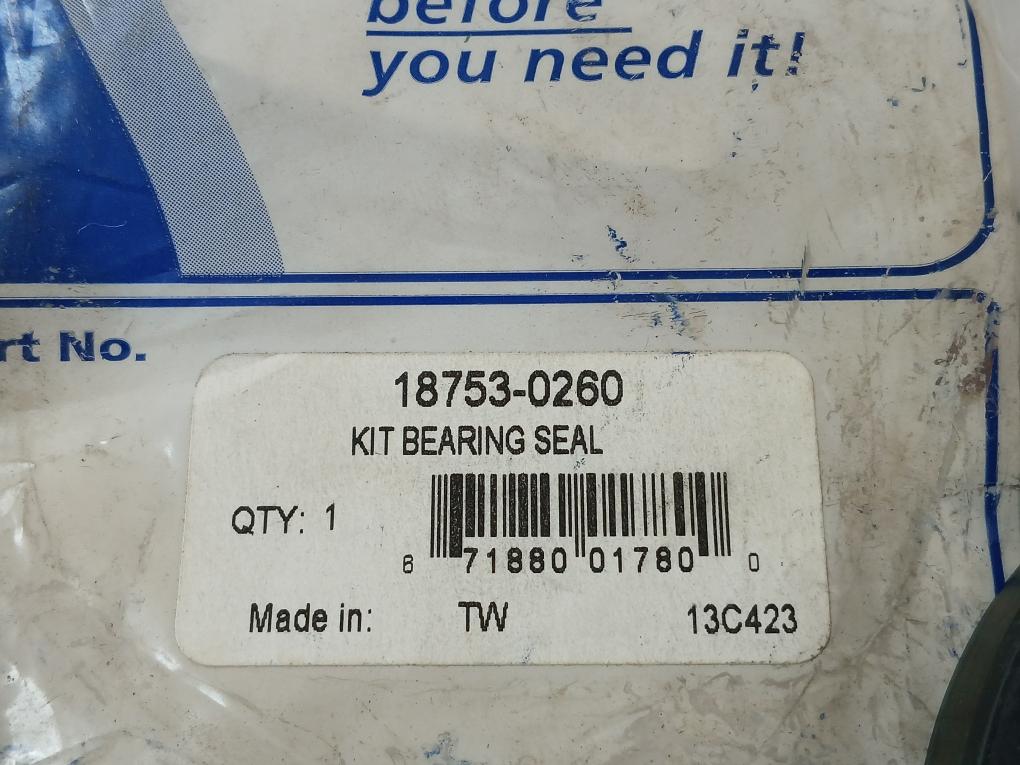 before
you need it!
rt No.
18753-0260
KIT BEARING SEAL
QTY: 1
6 71880 01780 0
Made in: TW 13C423